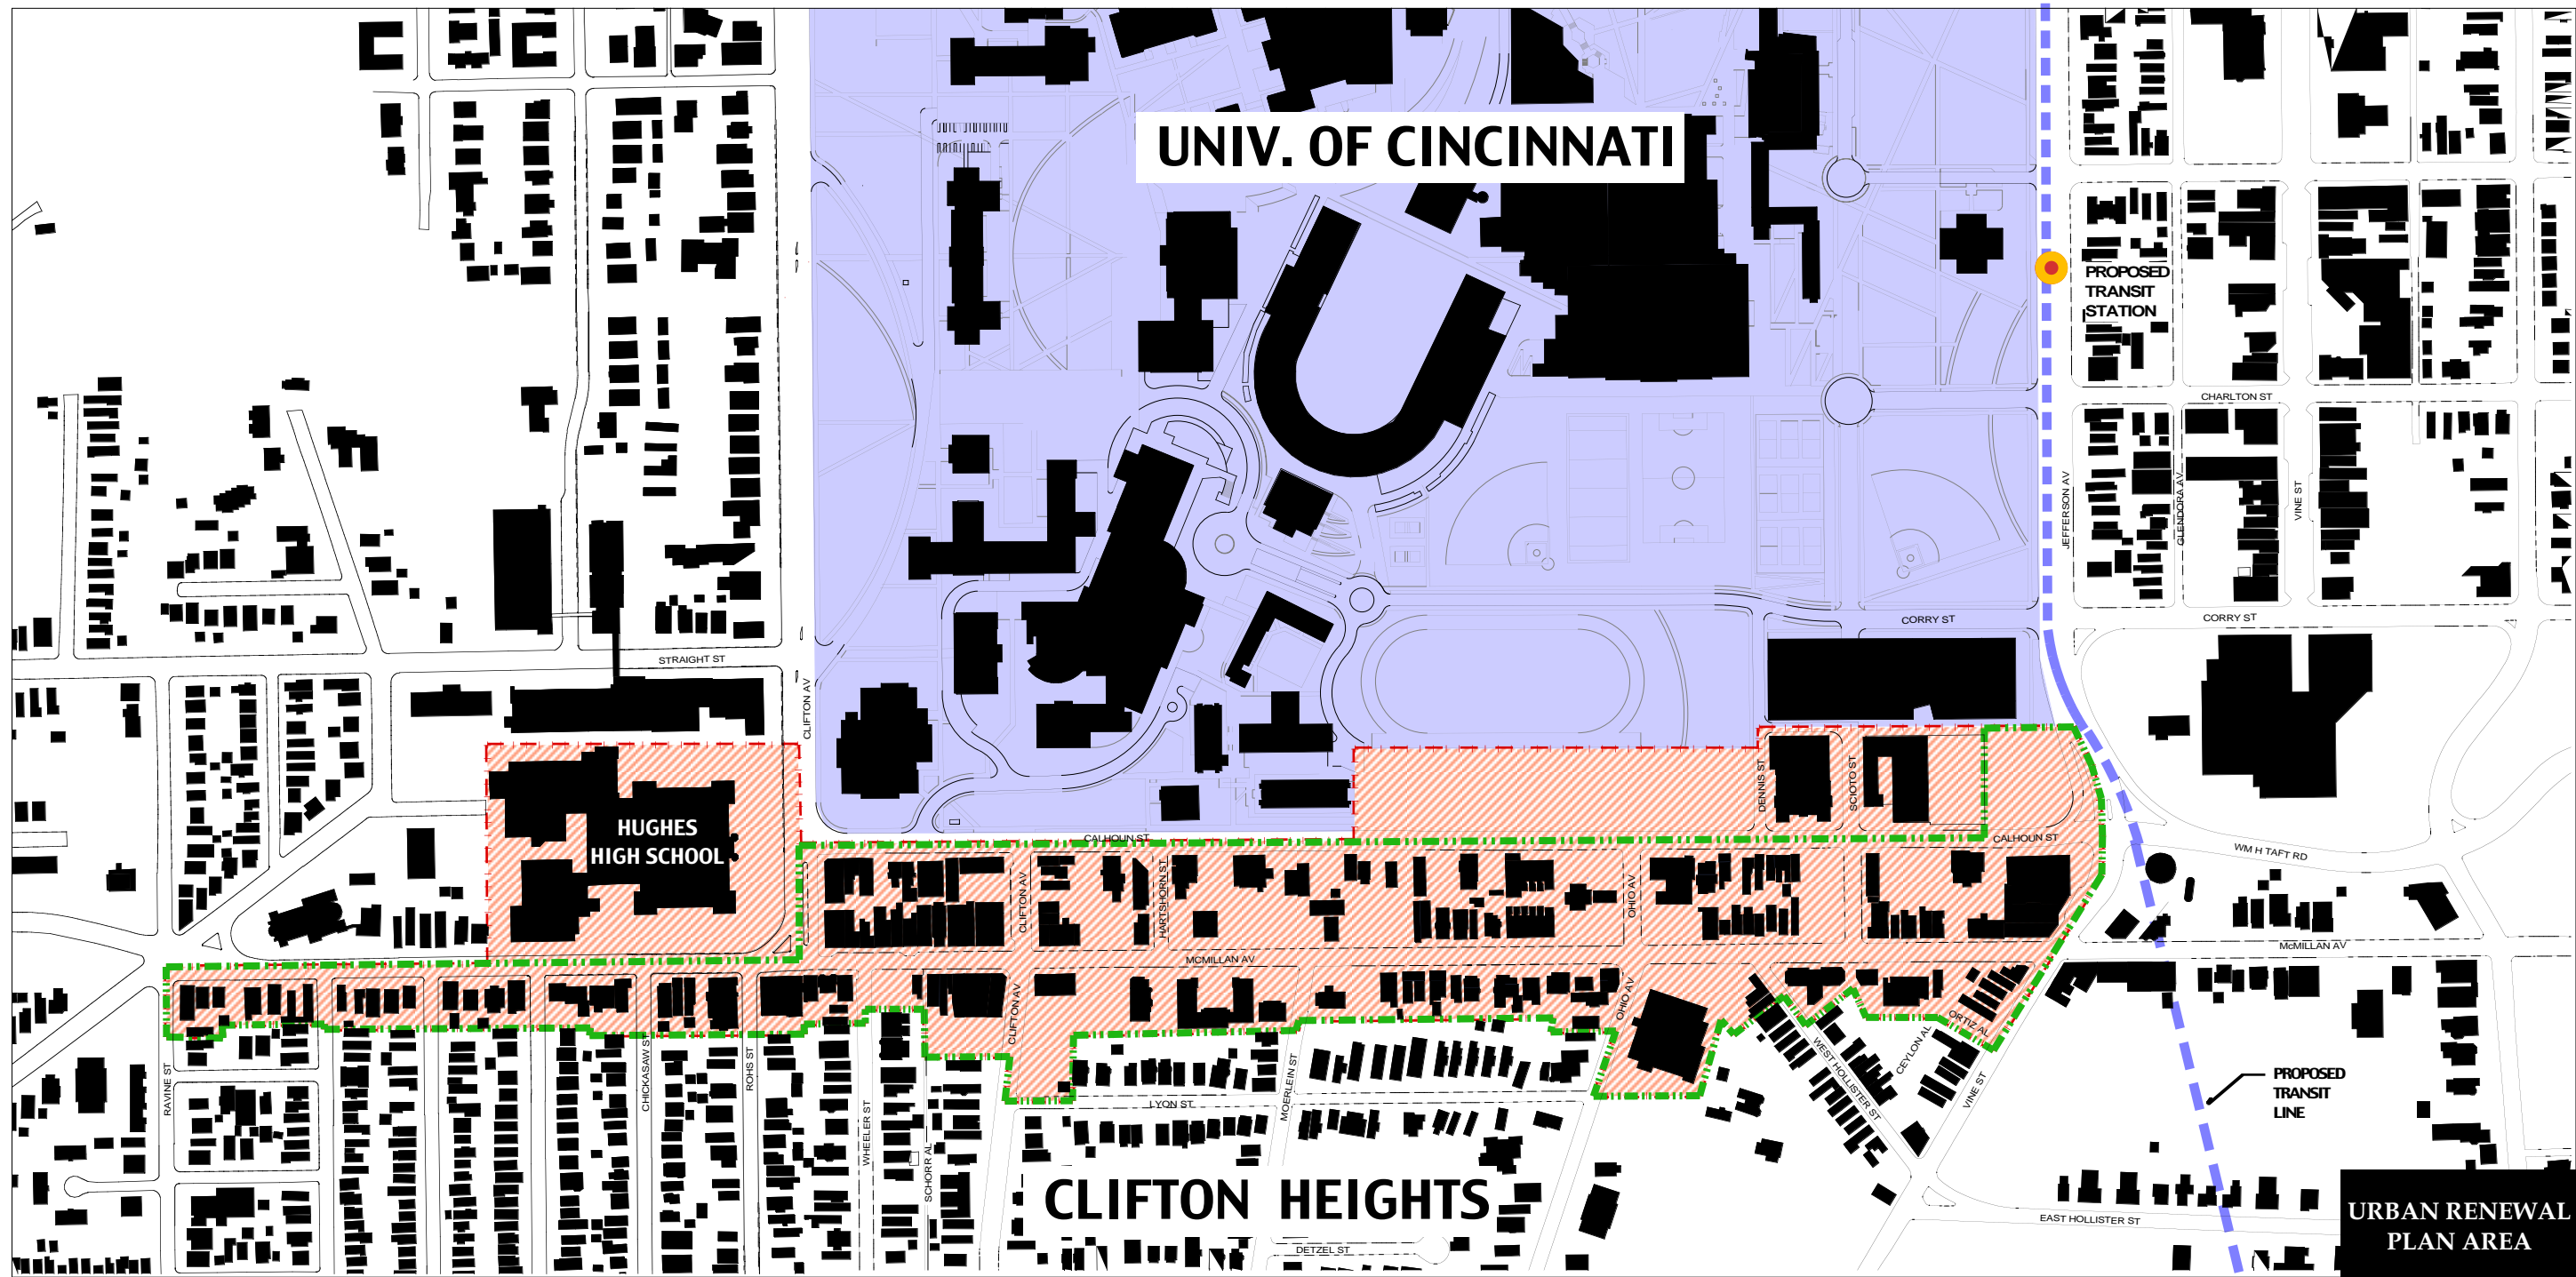 UNIV. OF CINCINNATI
PROPOSED
TRANSIT
STATION
CHARLTON ST
JEFFERSON AV
GLENDORA AV
VINE ST
CORRY ST
CORRY ST
STRAIGHT ST
CLIFTON AV
DENNIS ST
SCIOTO ST
HUGHES
HIGH SCHOOL
CALHOUN ST
CALHOUN ST
WM H TAFT RD
CLIFTON AV
HARTSHORN ST
OHIO AV
MCMILLAN AV
McMILLAN AV
CLIFTON AV
OHIO AV
ORTIZ AL
CEYLON AL
WEST HOLLISTER ST
VINE ST
RAVINE ST
CHICKASAW ST
ROHS ST
WHEELER ST
SCHORR AL
MOERLEIN ST
LYON ST
PROPOSED
TRANSIT
LINE
CLIFTON HEIGHTS
DETZEL ST
EAST HOLLISTER ST
URBAN RENEWAL
PLAN AREA